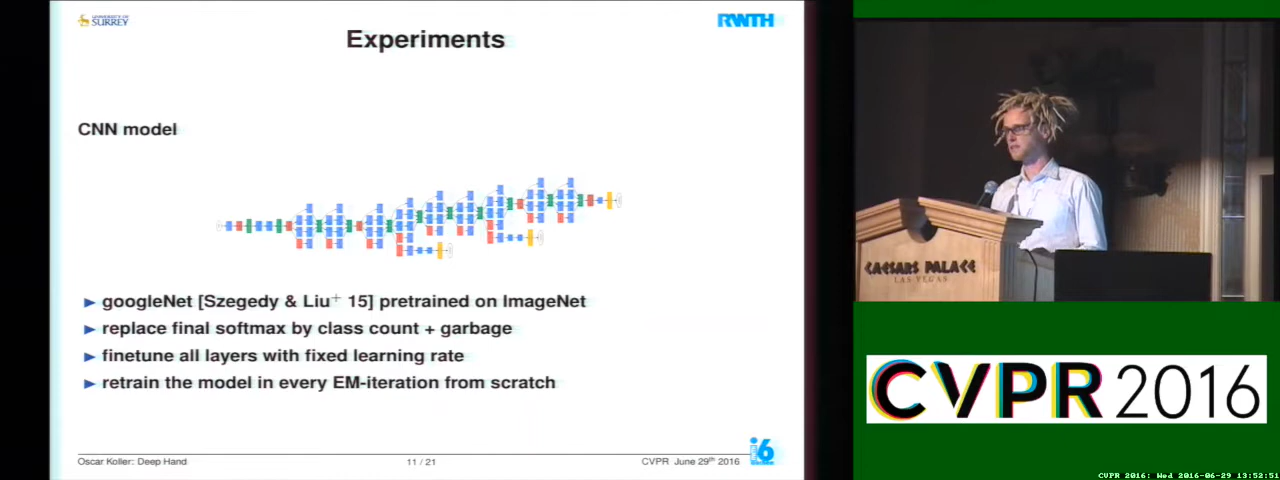 UNIVERSITY OF
SURREY
RWTH
Experiments
CNN model
▶ googleNet [Szegedy & Liu+ 15] pretrained on ImageNet
▶ replace final softmax by class count + garbage
▶ finetune all layers with fixed learning rate
▶ retrain the model in every EM-iteration from scratch
Oscar Koller: Deep Hand
11 / 21
CVPR June 29th 2016
i6
CAESARS PALACE
LAS VEGAS
CVPR 2016
CVPR 2016: Wed 2016-06-29 13:52:51